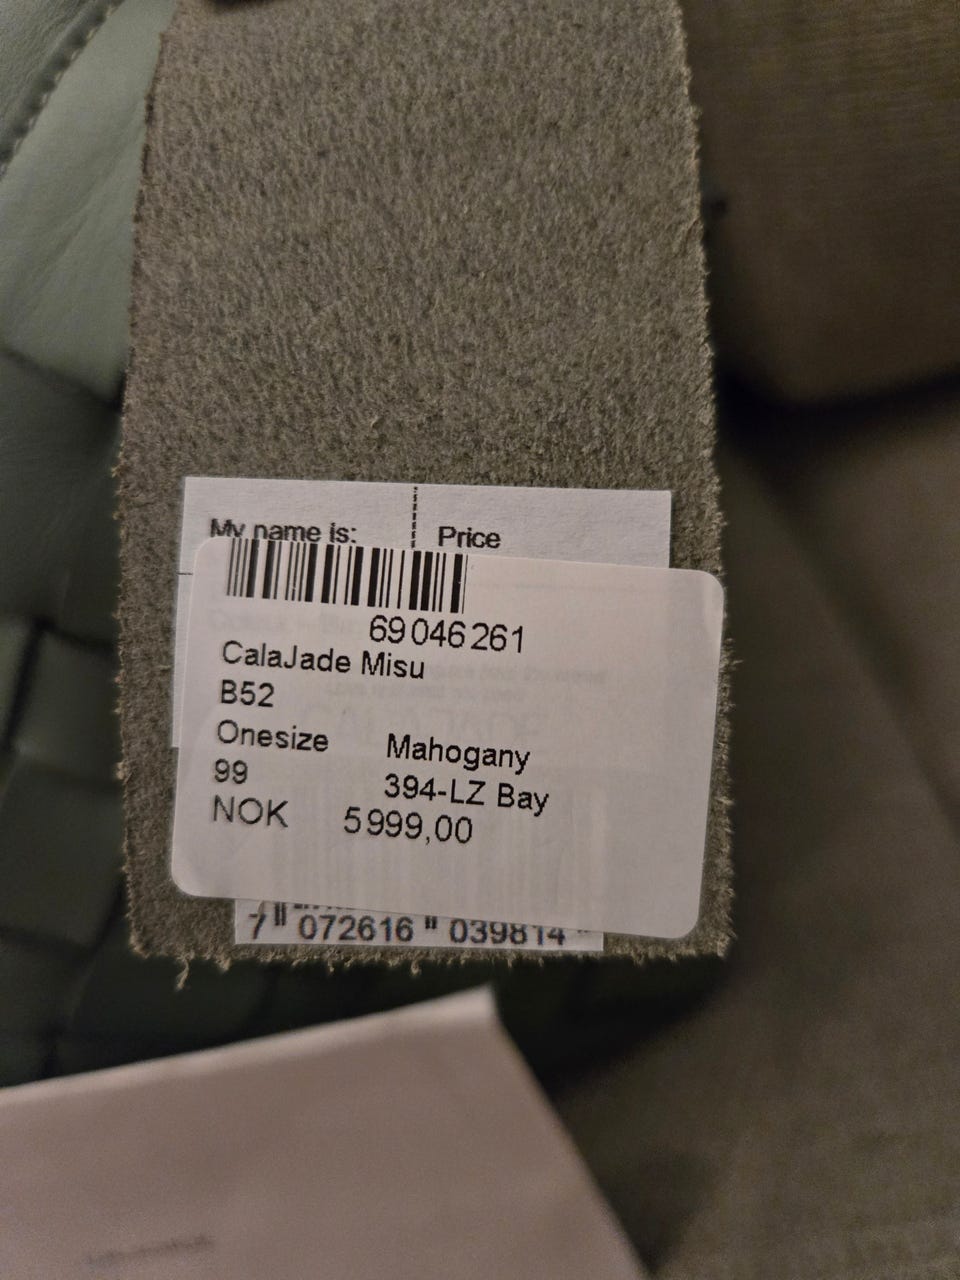 My name is:
Price
69046261
CalaJade Misu
B52
Onesize Mahogany
99 394-LZ Bay
NOK 5999,00
7 072616 039814